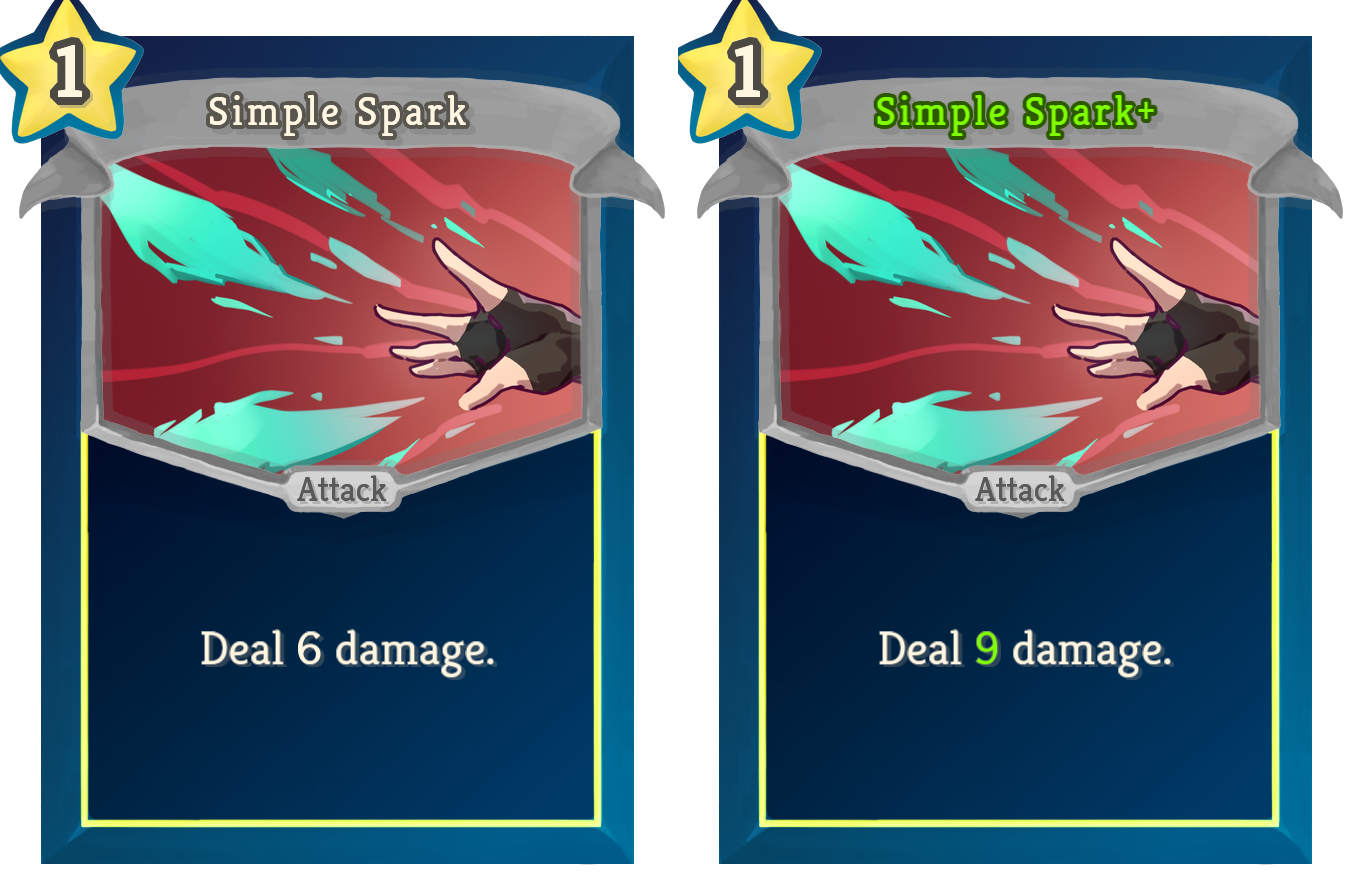 1
Simple Spark
Attack
Deal 6 damage.
1
Simple Spark+
Attack
Deal 9 damage.